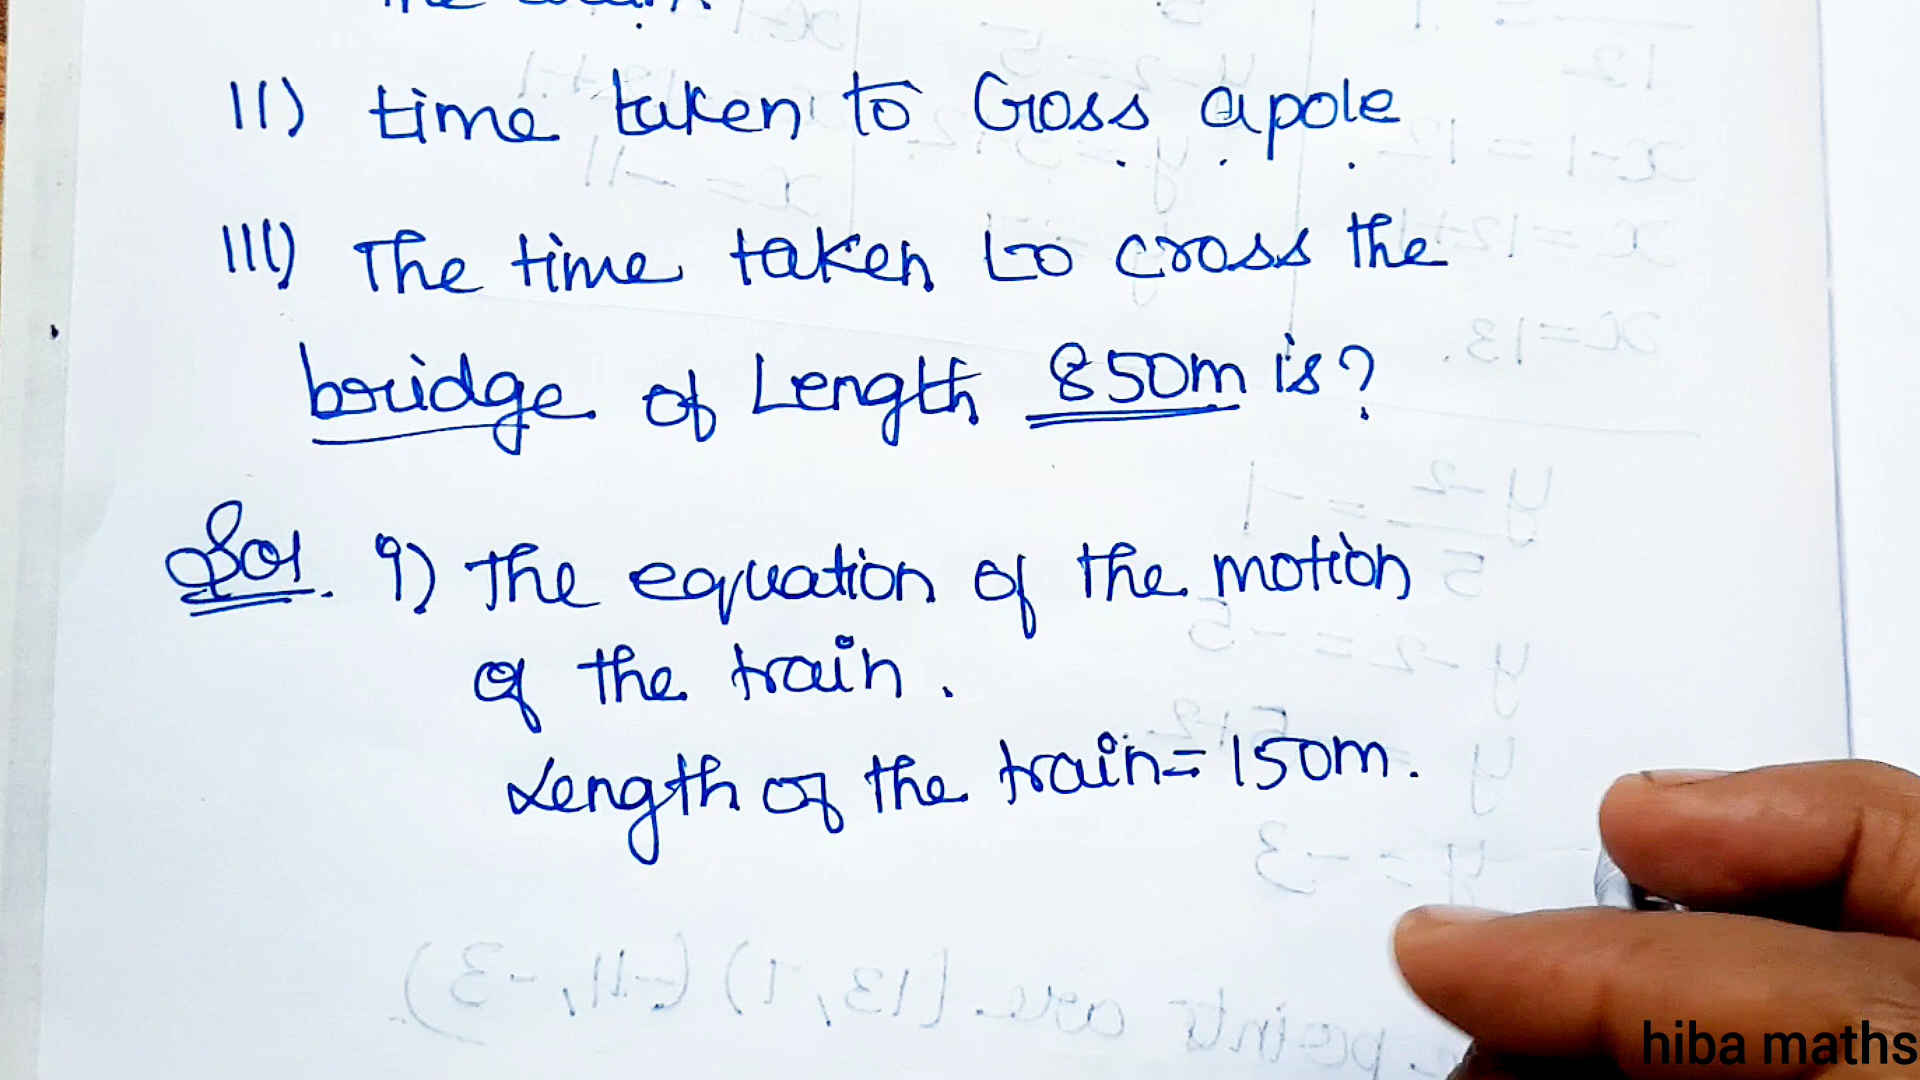 II) time taken to Cross a pole
III) The time taken to cross the
bridge of Length 850m is?
Sol. i) The equation of the motion
of the train.
Length of the train = 150m.
hiba maths